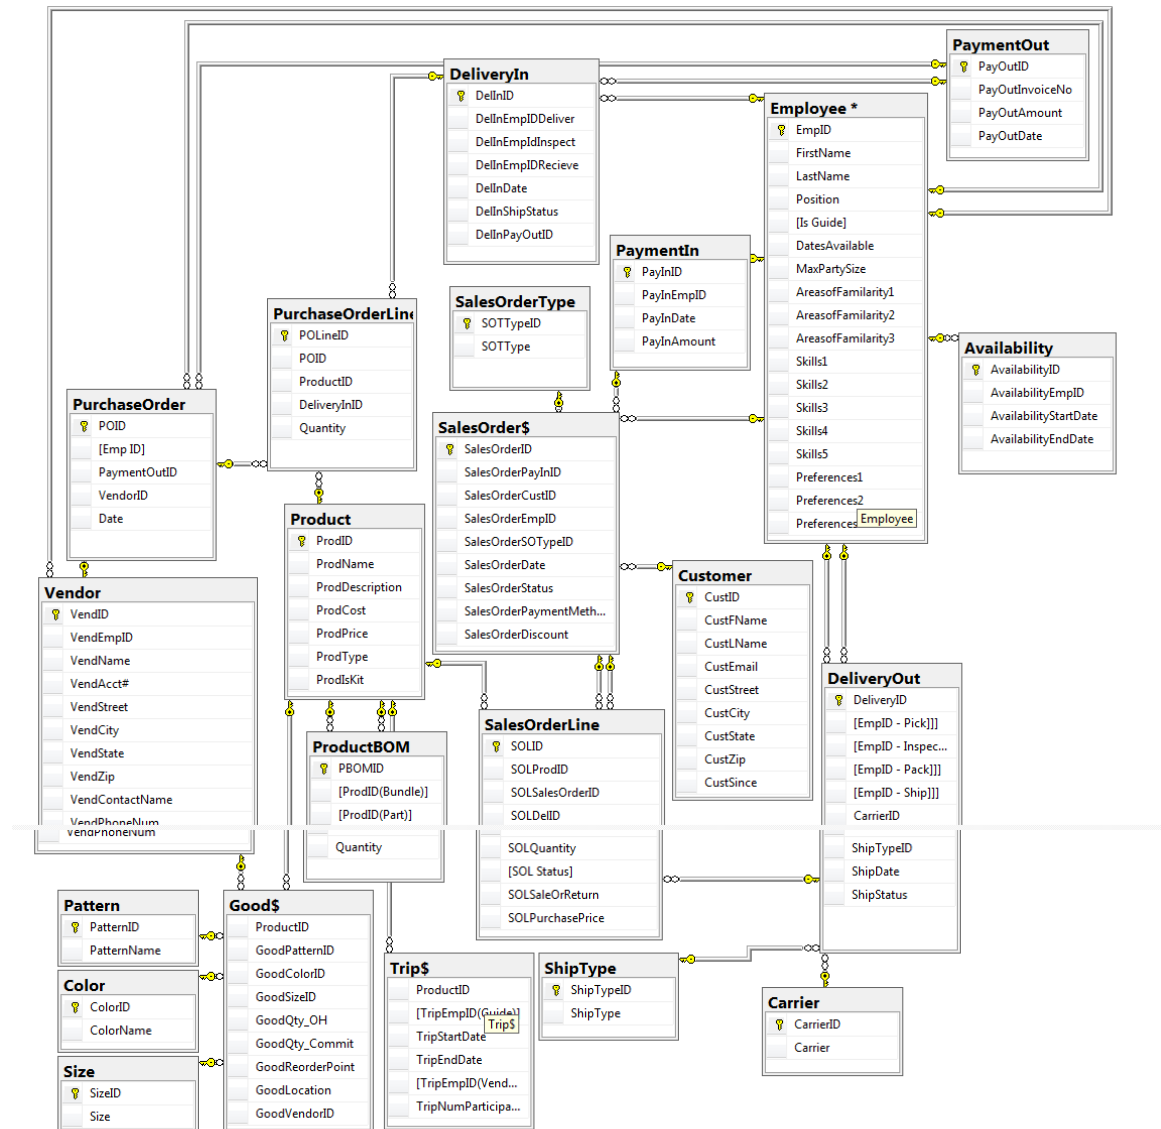 PaymentOut
PayOutID
PayOutInvoiceNo
PayOutAmount
PayOutDate
DeliveryIn
DelInID
DelInEmpIDDeliver
DelInEmpIdInspect
DelInEmpIDRecieve
DelInDate
DelInShipStatus
DelInPayOutID
Employee *
EmpID
FirstName
LastName
Position
[Is Guide]
DatesAvailable
MaxPartySize
AreasofFamilarity1
AreasofFamilarity2
AreasofFamilarity3
Skills1
Skills2
Skills3
Skills4
Skills5
Preferences1
Preferences2
Preferences
Employee
PaymentIn
PayInID
PayInEmpID
PayInDate
PayInAmount
SalesOrderType
SOTTypeID
SOTType
PurchaseOrderLine
POLineID
POID
ProductID
DeliveryInID
Quantity
Availability
AvailabilityID
AvailabilityEmpID
AvailabilityStartDate
AvailabilityEndDate
PurchaseOrder
POID
[Emp ID]
PaymentOutID
VendorID
Date
SalesOrder$
SalesOrderID
SalesOrderPayInID
SalesOrderCustID
SalesOrderEmpID
SalesOrderSOTypeID
SalesOrderDate
SalesOrderStatus
SalesOrderPaymentMeth...
SalesOrderDiscount
Product
ProdID
ProdName
ProdDescription
ProdCost
ProdPrice
ProdType
ProdIsKit
Customer
CustID
CustFName
CustLName
CustEmail
CustStreet
CustCity
CustState
CustZip
CustSince
Vendor
VendID
VendEmpID
VendName
VendAcct#
VendStreet
VendCity
VendState
VendZip
VendContactName
VendPhoneNum
VendPhoneNum
DeliveryOut
DeliveryID
[EmpID - Pick]]]
[EmpID - Inspec...
[EmpID - Pack]]]
[EmpID - Ship]]]
CarrierID
ShipTypeID
ShipDate
ShipStatus
SalesOrderLine
SOLID
SOLProdID
SOLSalesOrderID
SOLDelID
SOLQuantity
[SOL Status]
SOLSaleOrReturn
SOLPurchasePrice
ProductBOM
PBOMID
[ProdID(Bundle)]
[ProdID(Part)]
Quantity
Pattern
PatternID
PatternName
Good$
ProductID
GoodPatternID
GoodColorID
GoodSizeID
GoodQty_OH
GoodQty_Commit
GoodReorderPoint
GoodLocation
GoodVendorID
Color
ColorID
ColorName
Size
SizeID
Size
Trip$
ProductID
[TripEmpID(Guide)]
Trip$
TripStartDate
TripEndDate
[TripEmpID(Vend...
TripNumParticipa...
ShipType
ShipTypeID
ShipType
Carrier
CarrierID
Carrier